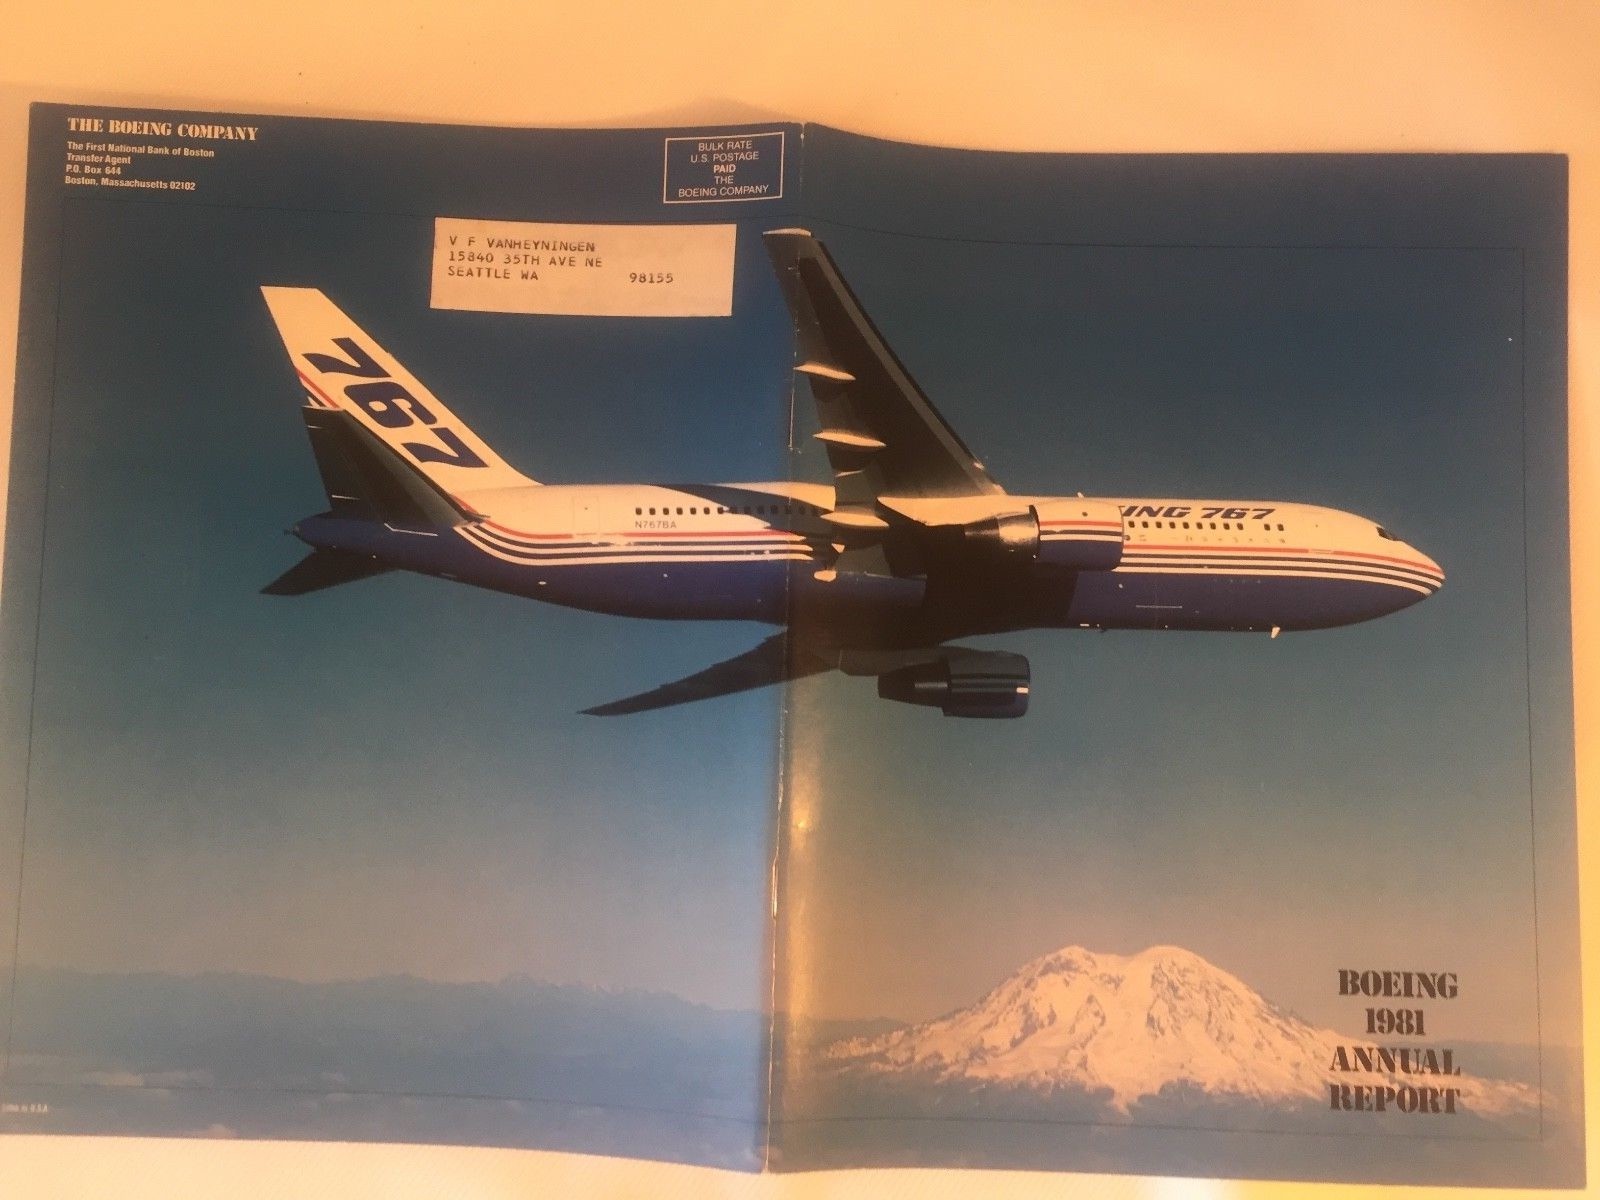 THE BOEING COMPANY
The First National Bank of Boston
Transfer Agent
P.O. Box 644
Boston, Massachusetts 02102
BULK RATE
U.S. POSTAGE
PAID
THE
BOEING COMPANY
V F VANHEYNINGEN
15840 35TH AVE NE
SEATTLE WA 98155
767
N767BA
ING 767
BOEING
1981
ANNUAL
REPORT
U.S.A.